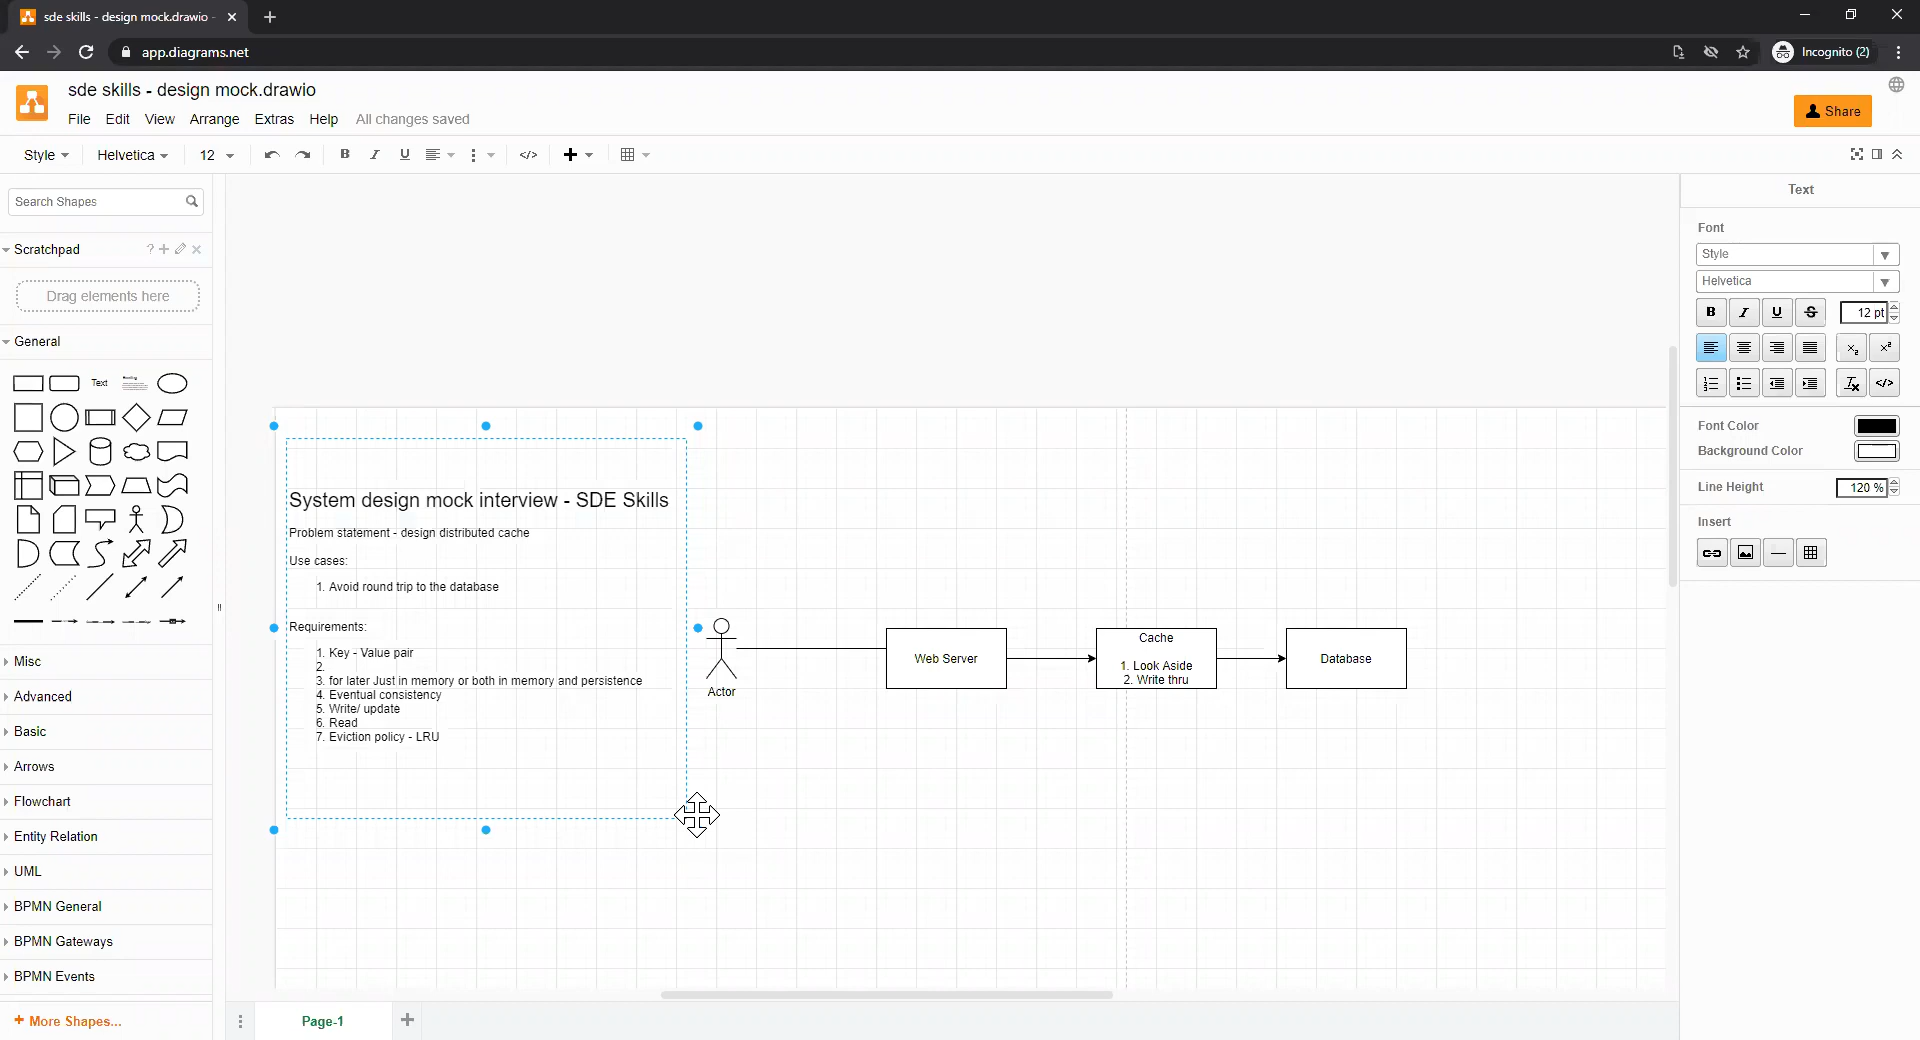 sde skills - design mock.drawio -
app.diagrams.net
Incognito (2)
sde skills - design mock.drawio
File Edit View Arrange Extras Help All changes saved
Share
Style Helvetica 12 B I U </>
Search Shapes
Scratchpad ?
Drag elements here
General
Text
Misc
Advanced
Basic
Arrows
Flowchart
Entity Relation
UML
BPMN General
BPMN Gateways
BPMN Events
+ More Shapes...
System design mock interview - SDE Skills
Problem statement - design distributed cache
Use cases:
1. Avoid round trip to the database
Requirements:
1. Key - Value pair
2.
3. for later Just in memory or both in memory and persistence
4. Eventual consistency
5. Write/ update
6. Read
7. Eviction policy - LRU
Actor
Web Server
Cache
1. Look Aside
2. Write thru
Database
Page-1
Text
Font
Style
Helvetica
B I U S 12 pt
Font Color
Background Color
Line Height 120 %
Insert